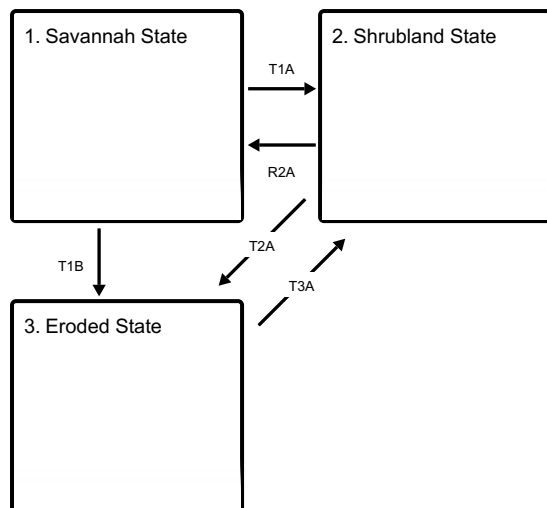 1. Savannah State
2. Shrubland State
T1A
R2A
T2A
T1B
T3A
3. Eroded State